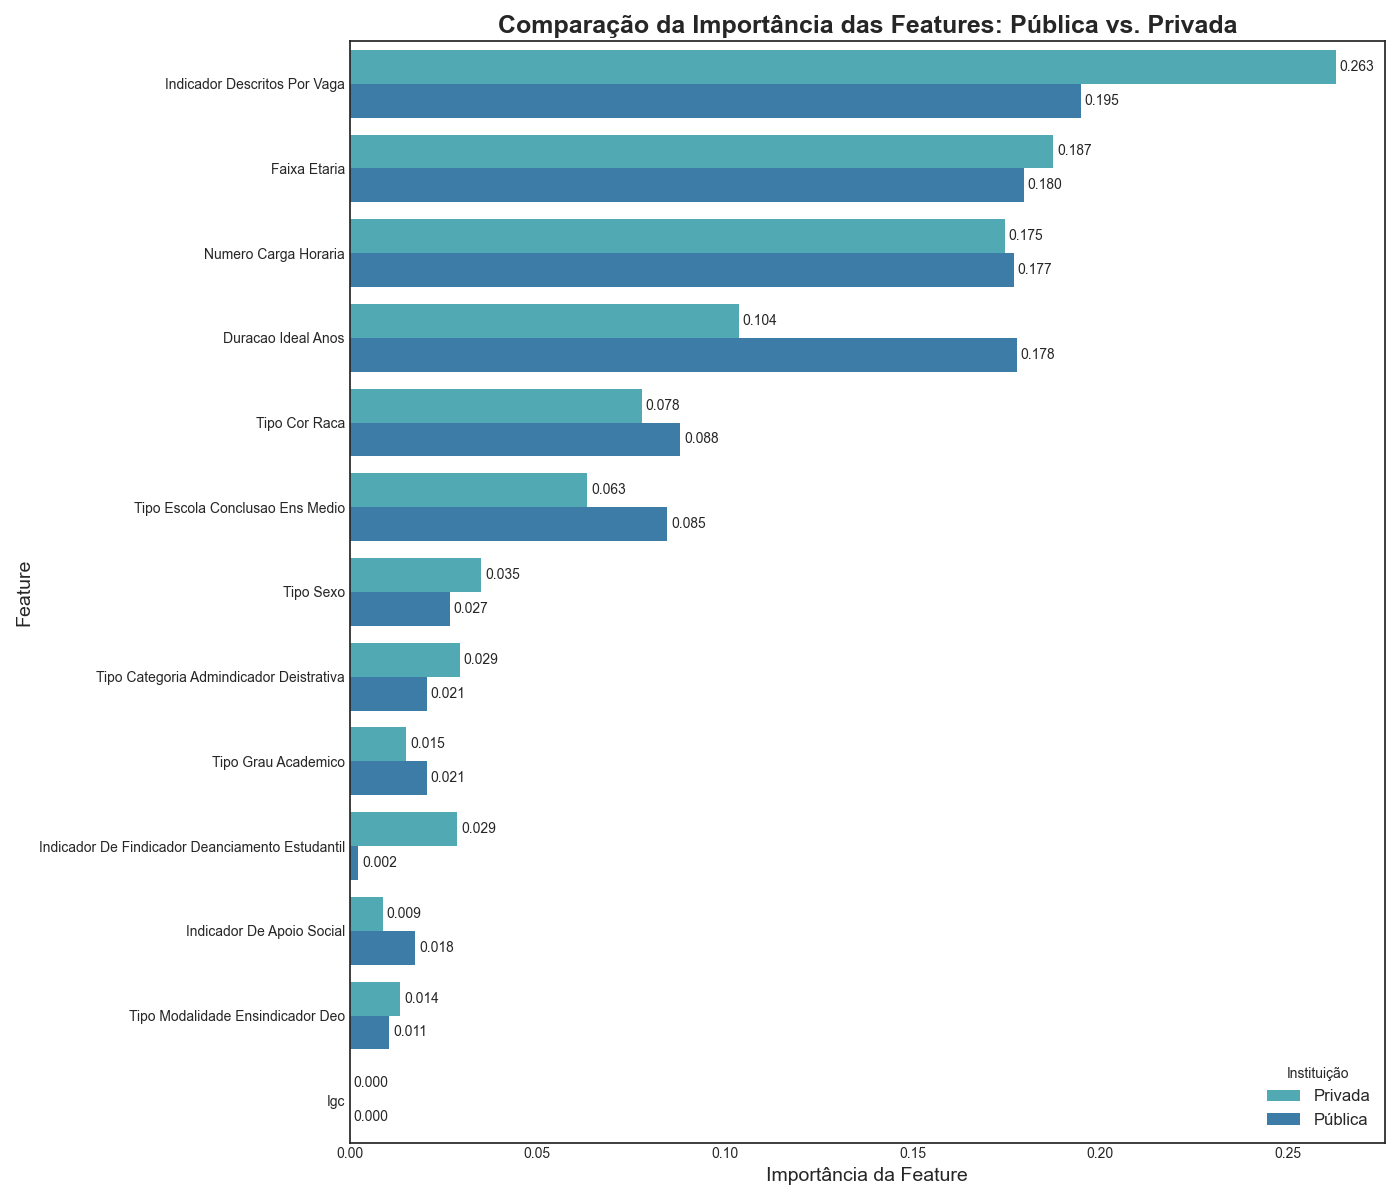 Comparação da Importância das Features: Pública vs. Privada
Indicador Descritos Por Vaga
0.263
0.195
Faixa Etaria
0.187
0.180
Numero Carga Horaria
0.175
0.177
Duracao Ideal Anos
0.104
0.178
Tipo Cor Raca
0.078
0.088
Tipo Escola Conclusao Ens Medio
0.063
0.085
Tipo Sexo
0.035
0.027
Tipo Categoria Admindicador Deistrativa
0.029
0.021
Tipo Grau Academico
0.015
0.021
Indicador De Findicador Deanciamento Estudantil
0.029
0.002
Indicador De Apoio Social
0.009
0.018
Tipo Modalidade Ensindicador Deo
0.014
0.011
Igc
0.000
0.000
Feature
Instituição
Privada
Pública
0.00 0.05 0.10 0.15 0.20 0.25
Importância da Feature